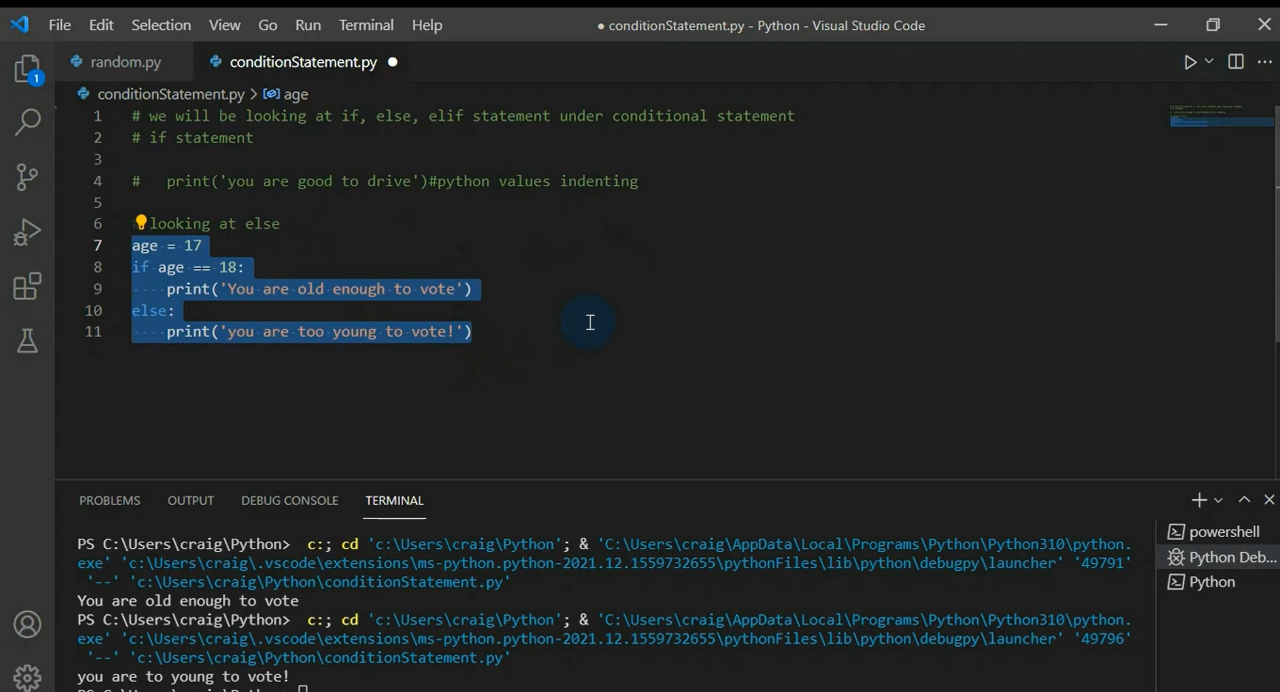 File Edit Selection View Go Run Terminal Help ● conditionStatement.py - Python - Visual Studio Code
random.py conditionStatement.py ●
1 conditionStatement.py > age
1 # we will be looking at if, else, elif statement under conditional statement
2 # if statement
3
4 #   print('you are good to drive')#python values indenting
5
6 looking at else
7 age = 17
8 if age == 18:
9     print('You are old enough to vote')
10 else:
11     print('you are too young to vote!')
PROBLEMS OUTPUT DEBUG CONSOLE TERMINAL
PS C:\Users\craig\Python>  c:; cd 'c:\Users\craig\Python'; & 'C:\Users\craig\AppData\Local\Programs\Python\Python310\python.
exe' 'c:\Users\craig\.vscode\extensions\ms-python.python-2021.12.1559732655\pythonFiles\lib\python\debugpy\launcher' '49791'
'--' 'c:\Users\craig\Python\conditionStatement.py'
You are old enough to vote
PS C:\Users\craig\Python>  c:; cd 'c:\Users\craig\Python'; & 'C:\Users\craig\AppData\Local\Programs\Python\Python310\python.
exe' 'c:\Users\craig\.vscode\extensions\ms-python.python-2021.12.1559732655\pythonFiles\lib\python\debugpy\launcher' '49796'
'--' 'c:\Users\craig\Python\conditionStatement.py'
you are to young to vote!
PS C:\Users\craig\Python>
powershell
Python Deb...
Python